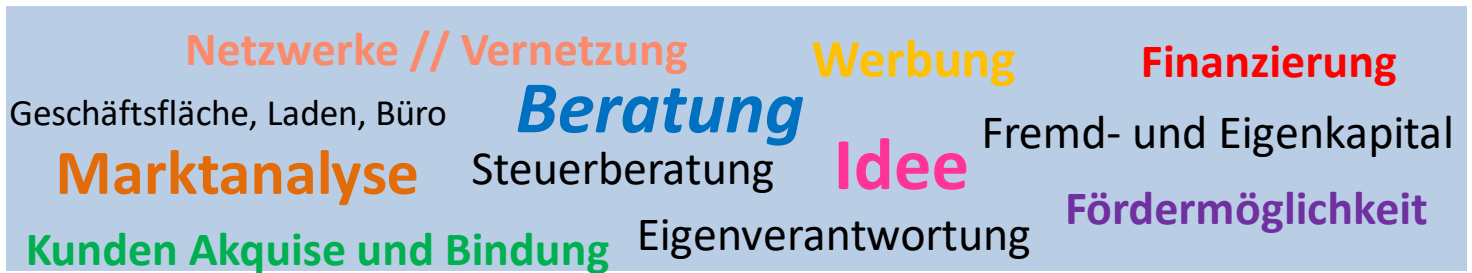 Netzwerke // Vernetzung
Werbung
Finanzierung
Geschäftsfläche, Laden, Büro
Beratung
Fremd- und Eigenkapital
Marktanalyse
Steuerberatung
Idee
Fördermöglichkeit
Kunden Akquise und Bindung
Eigenverantwortung